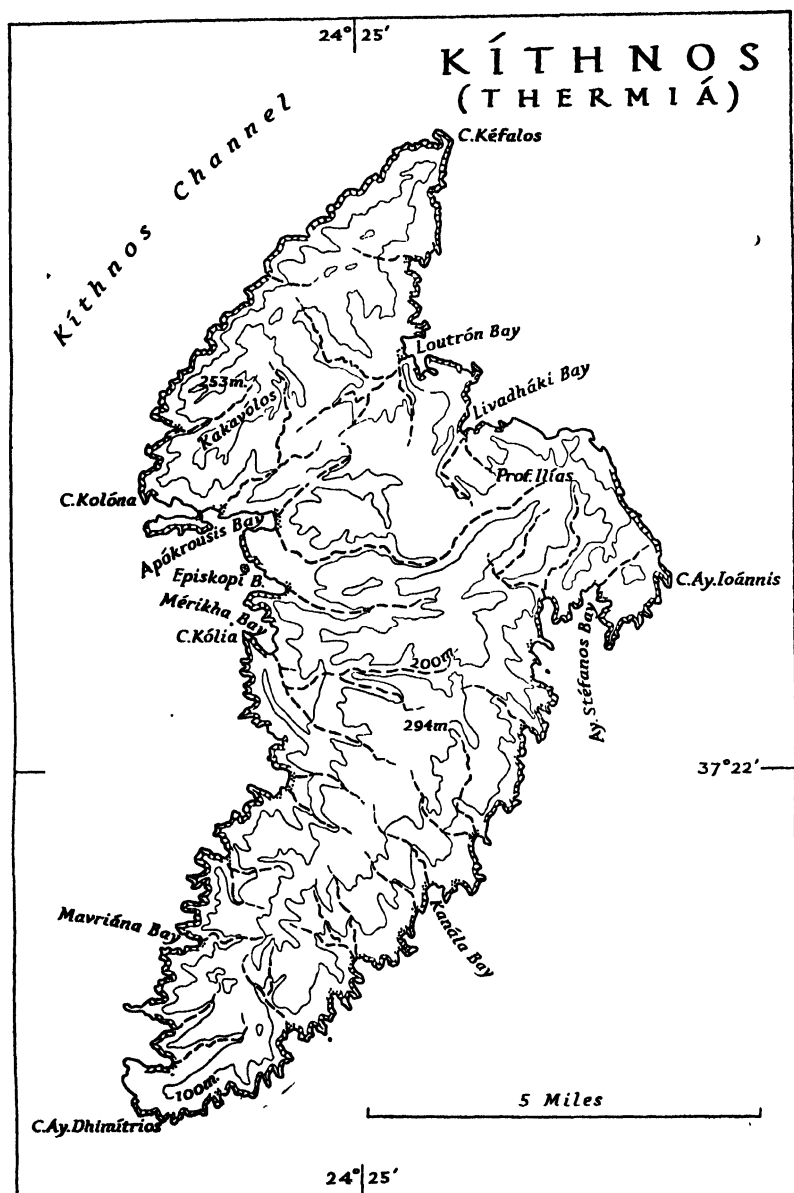 24° 25'
KÍTHNOS
(THERMIÁ)
C.Kéfalos
Kíthnos Channel
Loutrón Bay
Livadháki Bay
253m.
Kakavólos
Prof. Ilías
C.Kolóna
Apókrousis Bay
Episkopí B.
C.Ay.Ioánnis
Mérikha Bay
C.Kólia
Ay. Stéfanos Bay
200m
294m.
37° 22'
Kanála Bay
Mavriána Bay
100m.
5 Miles
C.Ay.Dhimítrios
24° 25'